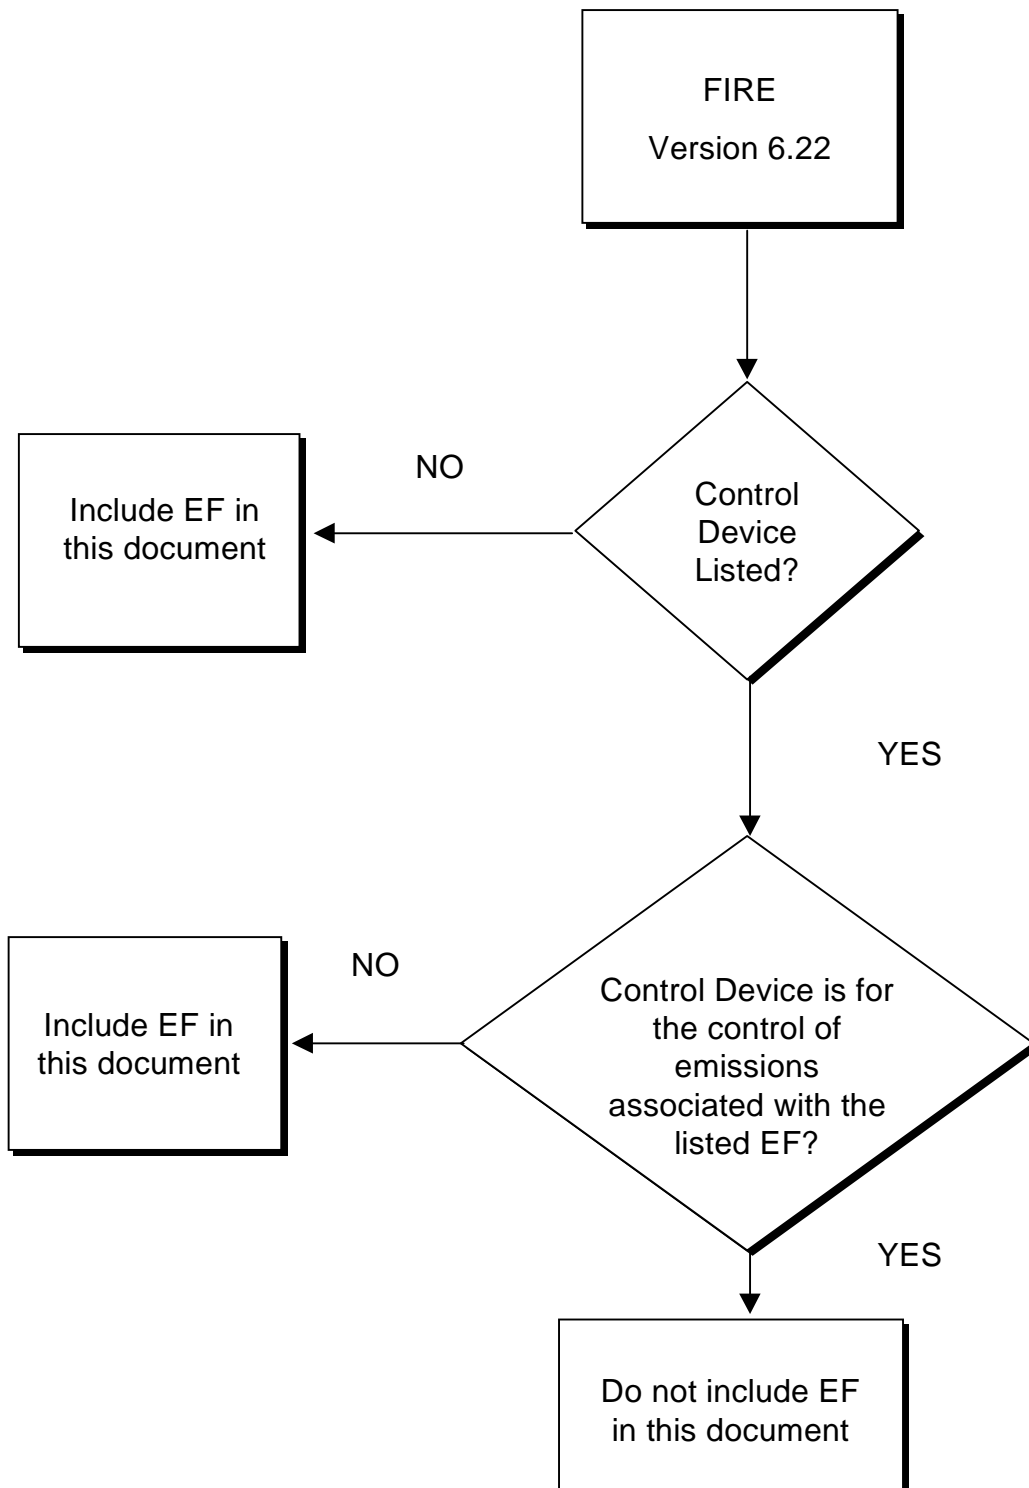 FIRE
Version 6.22
NO
Control
Device
Listed?
Include EF in
this document
YES
NO
Control Device is for
the control of
emissions
associated with the
listed EF?
Include EF in
this document
YES
Do not include EF
in this document